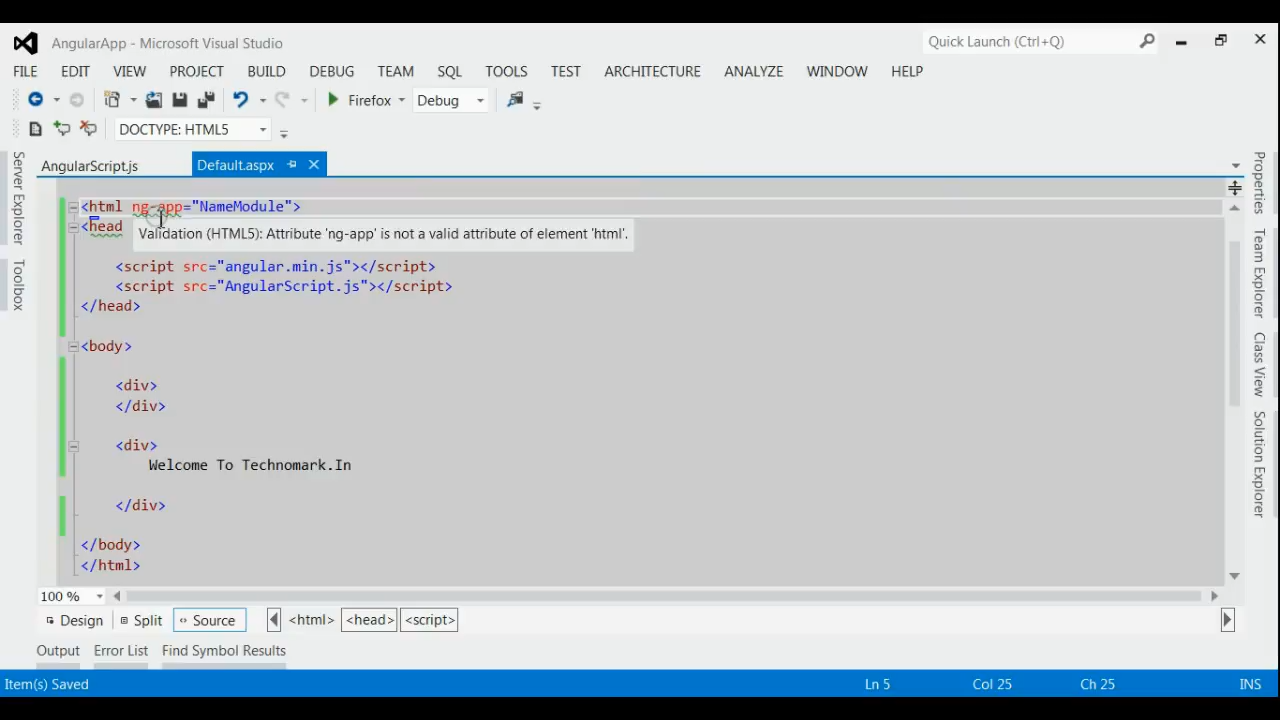 AngularApp - Microsoft Visual Studio
Quick Launch (Ctrl+Q)
FILE EDIT VIEW PROJECT BUILD DEBUG TEAM SQL TOOLS TEST ARCHITECTURE ANALYZE WINDOW HELP
Firefox Debug
DOCTYPE: HTML5
AngularScript.js Default.aspx
Server Explorer
Toolbox
Properties
Team Explorer
Class View
Solution Explorer
<html ng-app="NameModule">
<head
Validation (HTML5): Attribute 'ng-app' is not a valid attribute of element 'html'.
<script src="angular.min.js"></script>
<script src="AngularScript.js"></script>
</head>
<body>
<div>
</div>
<div>
Welcome To Technomark.In
</div>
</body>
</html>
100 %
Design Split Source <html> <head> <script>
Output Error List Find Symbol Results
Item(s) Saved Ln 5 Col 25 Ch 25 INS